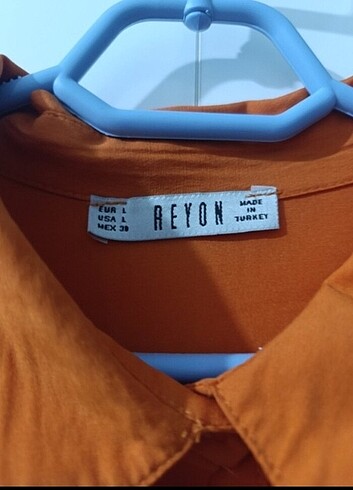 EUR L
USA L
MEX 30
REYON
MADE
IN
TURKEY